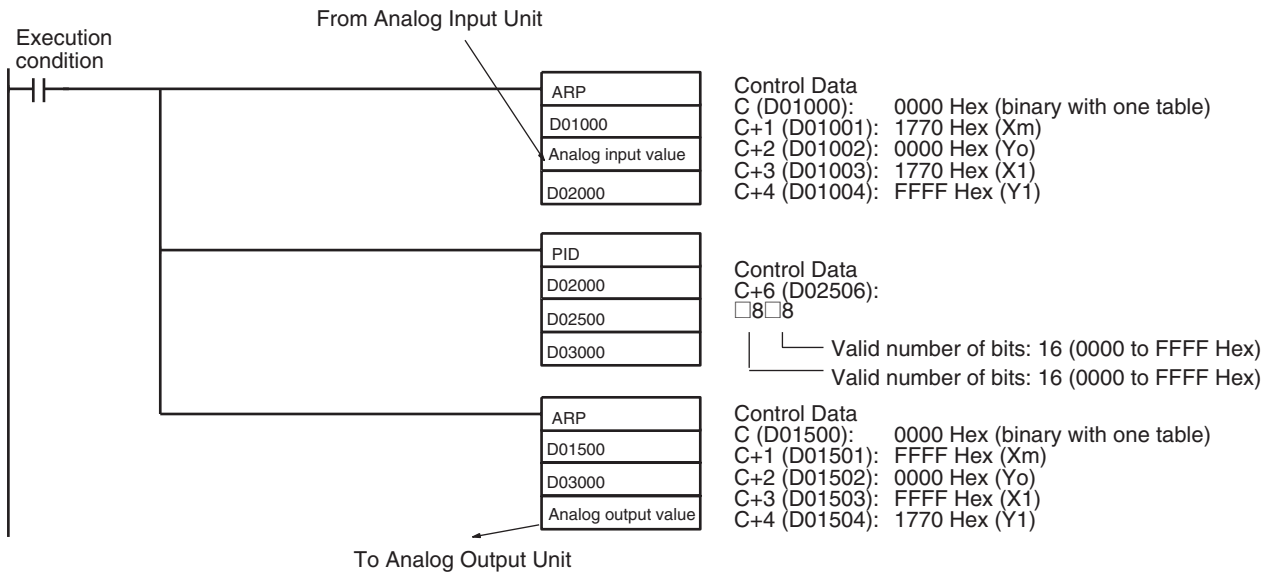 From Analog Input Unit
Execution
condition
ARP
D01000
Analog input value
D02000
Control Data
C (D01000): 0000 Hex (binary with one table)
C+1 (D01001): 1770 Hex (Xm)
C+2 (D01002): 0000 Hex (Yo)
C+3 (D01003): 1770 Hex (X1)
C+4 (D01004): FFFF Hex (Y1)
PID
D02000
D02500
D03000
Control Data
C+6 (D02506):
□8□8
Valid number of bits: 16 (0000 to FFFF Hex)
Valid number of bits: 16 (0000 to FFFF Hex)
ARP
D01500
D03000
Analog output value
Control Data
C (D01500): 0000 Hex (binary with one table)
C+1 (D01501): FFFF Hex (Xm)
C+2 (D01502): 0000 Hex (Yo)
C+3 (D01503): FFFF Hex (X1)
C+4 (D01504): 1770 Hex (Y1)
To Analog Output Unit